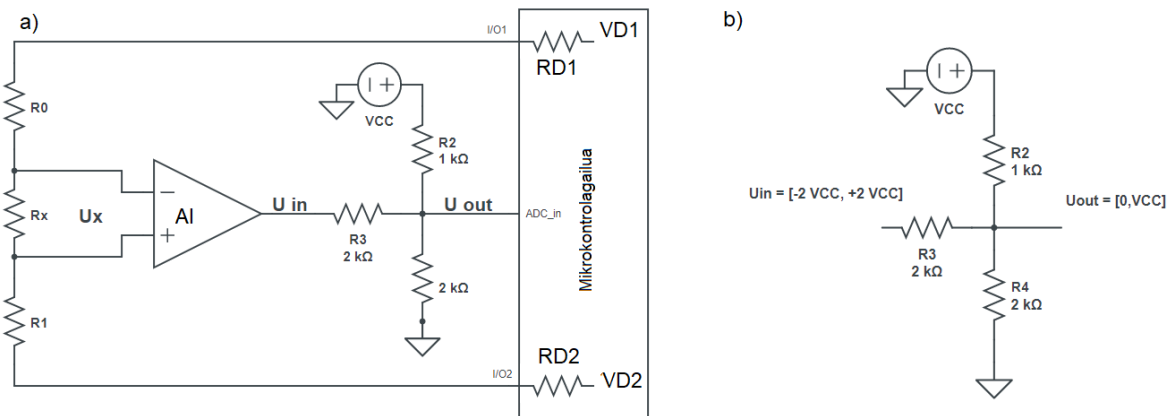 a)
I/O1
VD1
RD1
VCC
R0
R2
1 kΩ
Rx
Ux
AI
U in
U out
ADC_in
R3
2 kΩ
2 kΩ
Mikrokontrolagailua
R1
RD2
I/O2
VD2
b)
VCC
R2
1 kΩ
Uin = [-2 VCC, +2 VCC]
Uout = [0,VCC]
R3
2 kΩ
R4
2 kΩ